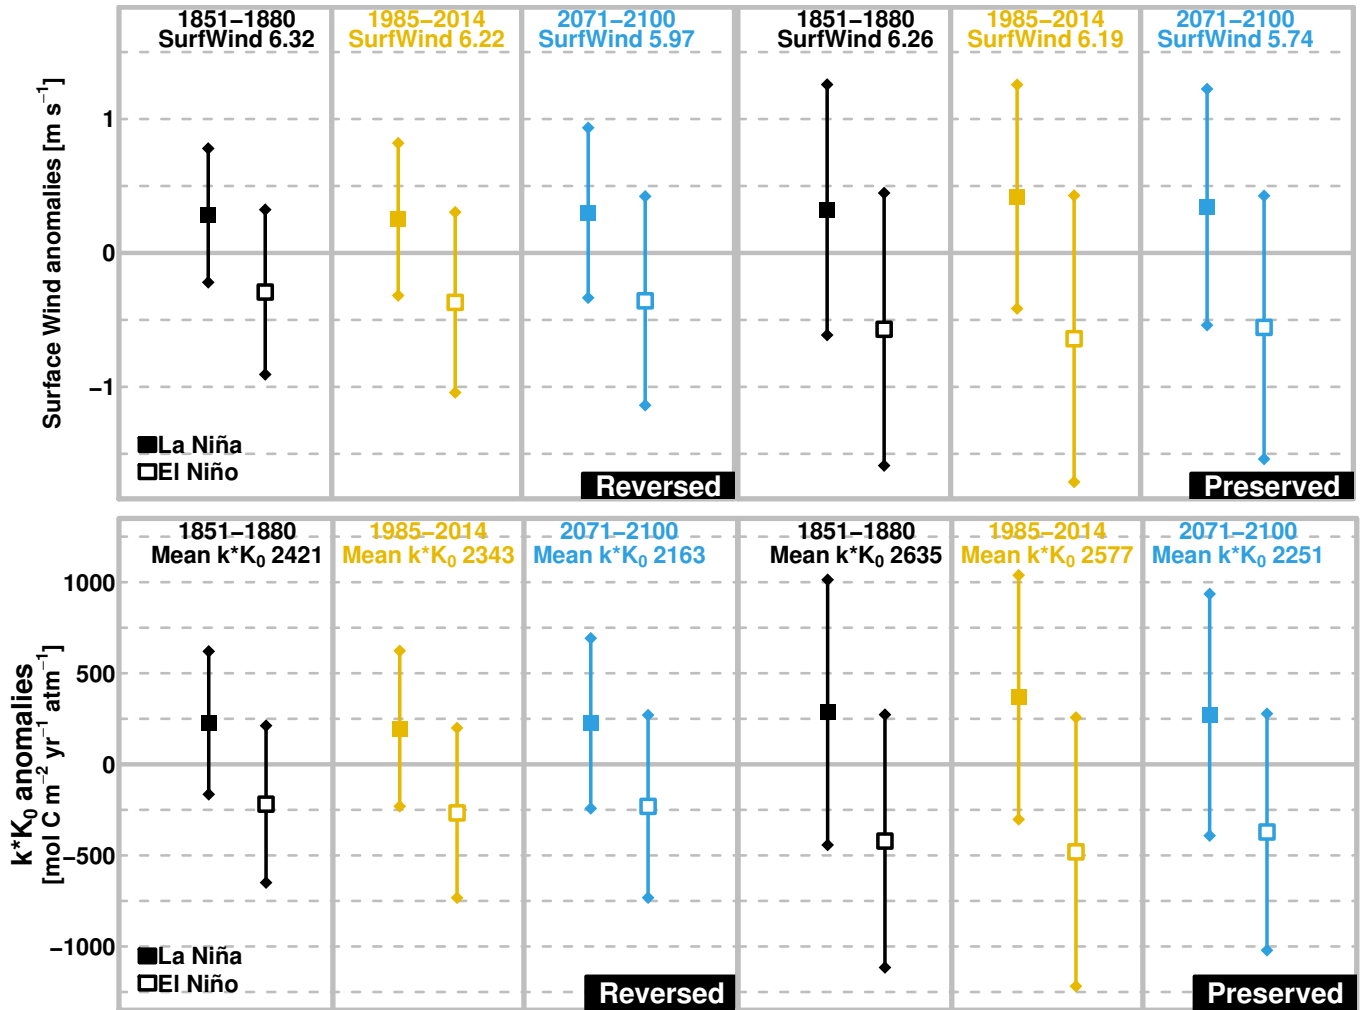 1851−1880
SurfWind 6.32
1985−2014
SurfWind 6.22
2071−2100
SurfWind 5.97
1851−1880
SurfWind 6.26
1985−2014
SurfWind 6.19
2071−2100
SurfWind 5.74
Surface Wind anomalies [m s⁻¹]
1
0
−1
La Niña
El Niño
Reversed
Preserved
1851−1880
Mean k*K₀ 2421
1985−2014
Mean k*K₀ 2343
2071−2100
Mean k*K₀ 2163
1851−1880
Mean k*K₀ 2635
1985−2014
Mean k*K₀ 2577
2071−2100
Mean k*K₀ 2251
k*K₀ anomalies
[mol C m⁻² yr⁻¹ atm⁻¹]
1000
500
0
−500
−1000
La Niña
El Niño
Reversed
Preserved